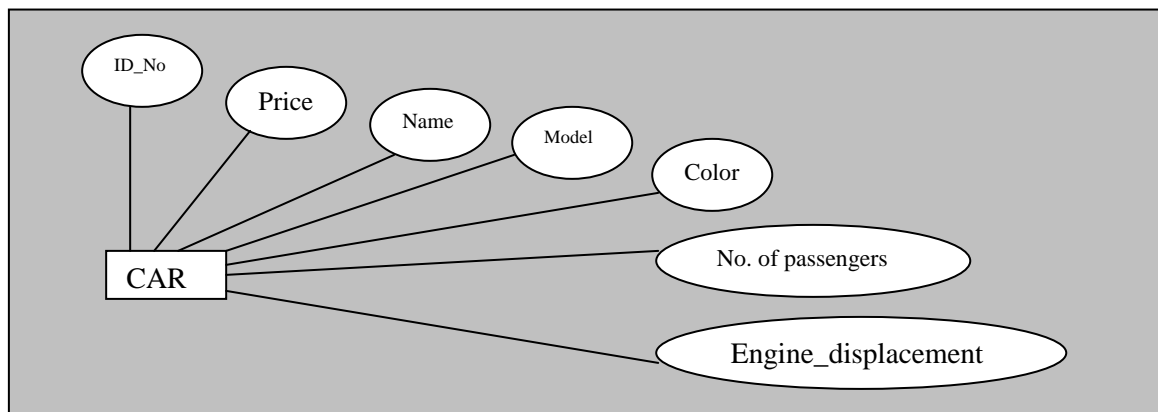 ID_No
Price
Name
Model
Color
No. of passengers
CAR
Engine_displacement